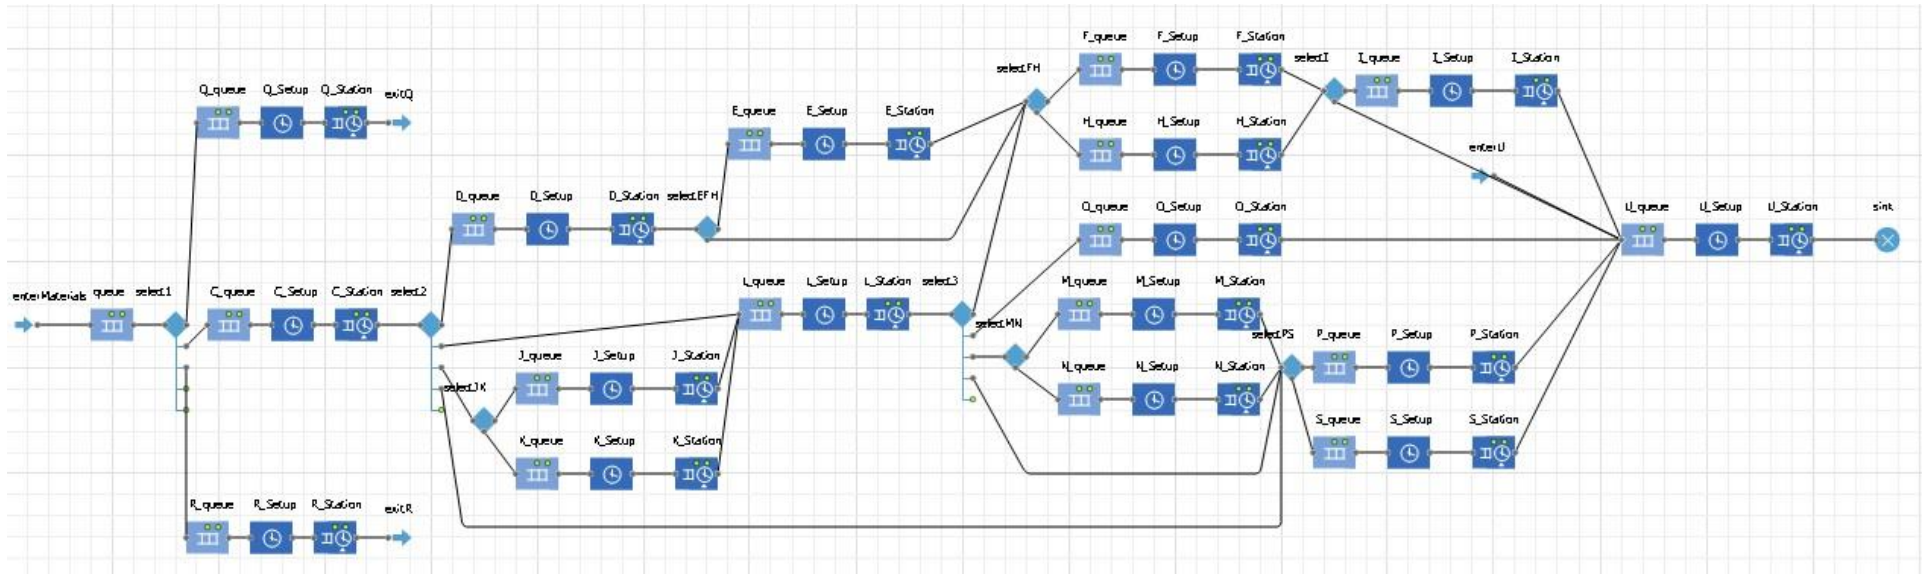 F_queue F_Setup F_Station
selectFH
selectI
I_queue I_Setup I_Station
Q_queue Q_Setup Q_Station exitQ
E_queue E_Setup E_Station
H_queue H_Setup H_Station
enterU
D_queue D_Setup D_Station selectEFH
O_queue O_Setup O_Station
U_queue U_Setup U_Station sink
enterMaterials queue select1
C_queue C_Setup C_Station select2
L_queue L_Setup L_Station select3
M_queue M_Setup M_Station
selectMN
selectPS
P_queue P_Setup P_Station
J_queue J_Setup J_Station
selectJK
N_queue N_Setup N_Station
K_queue K_Setup K_Station
S_queue S_Setup S_Station
R_queue R_Setup R_Station exitR